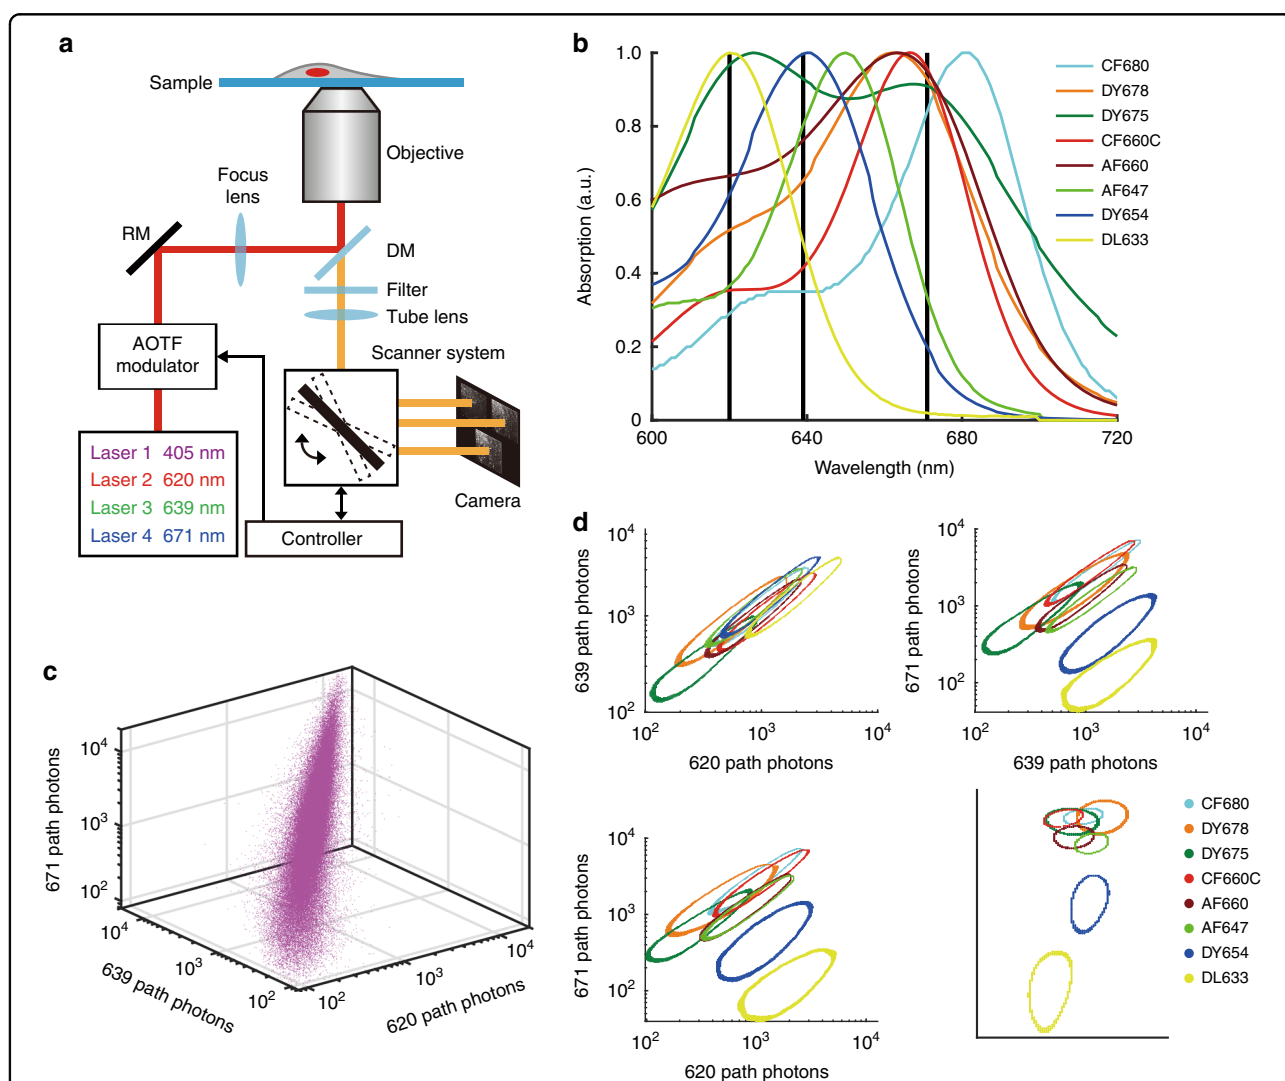 a
Sample
Objective
Focus
lens
RM
DM
Filter
Tube lens
AOTF
modulator
Scanner system
Laser 1 405 nm
Laser 2 620 nm
Laser 3 639 nm
Laser 4 671 nm
Camera
Controller
b
Absorption (a.u.)
1.0
0.8
0.6
0.4
0.2
0
600
640
680
720
Wavelength (nm)
CF680
DY678
DY675
CF660C
AF660
AF647
DY654
DL633
c
671 path photons
10⁴
10³
10²
10⁴
10³
10²
639 path photons
10²
10³
10⁴
620 path photons
d
639 path photons
10⁴
10³
10²
10²
10³
10⁴
620 path photons
671 path photons
10⁴
10³
10²
10²
10³
10⁴
639 path photons
671 path photons
10⁴
10³
10²
10²
10³
10⁴
620 path photons
CF680
DY678
DY675
CF660C
AF660
AF647
DY654
DL633